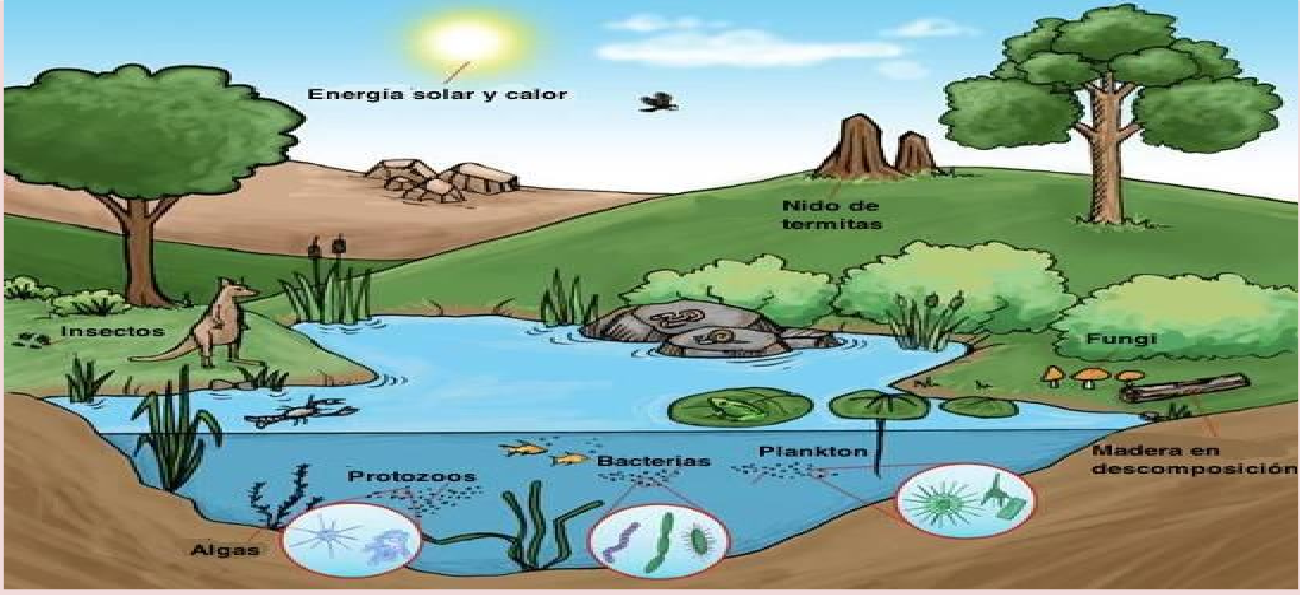 Energia solar y calor
Nido de
termitas
Insectos
Fungi
Madera en
descomposición
Plankton
Bacterias
Protozoos
Algas